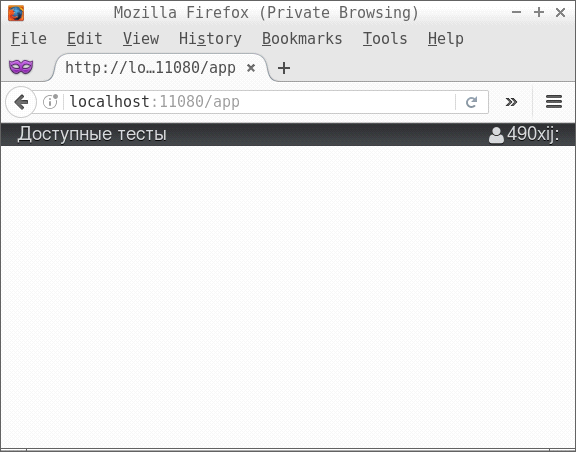 Mozilla Firefox (Private Browsing)
File Edit View History Bookmarks Tools Help
http://lo...11080/app
localhost:11080/app
Доступные тесты 490xij: